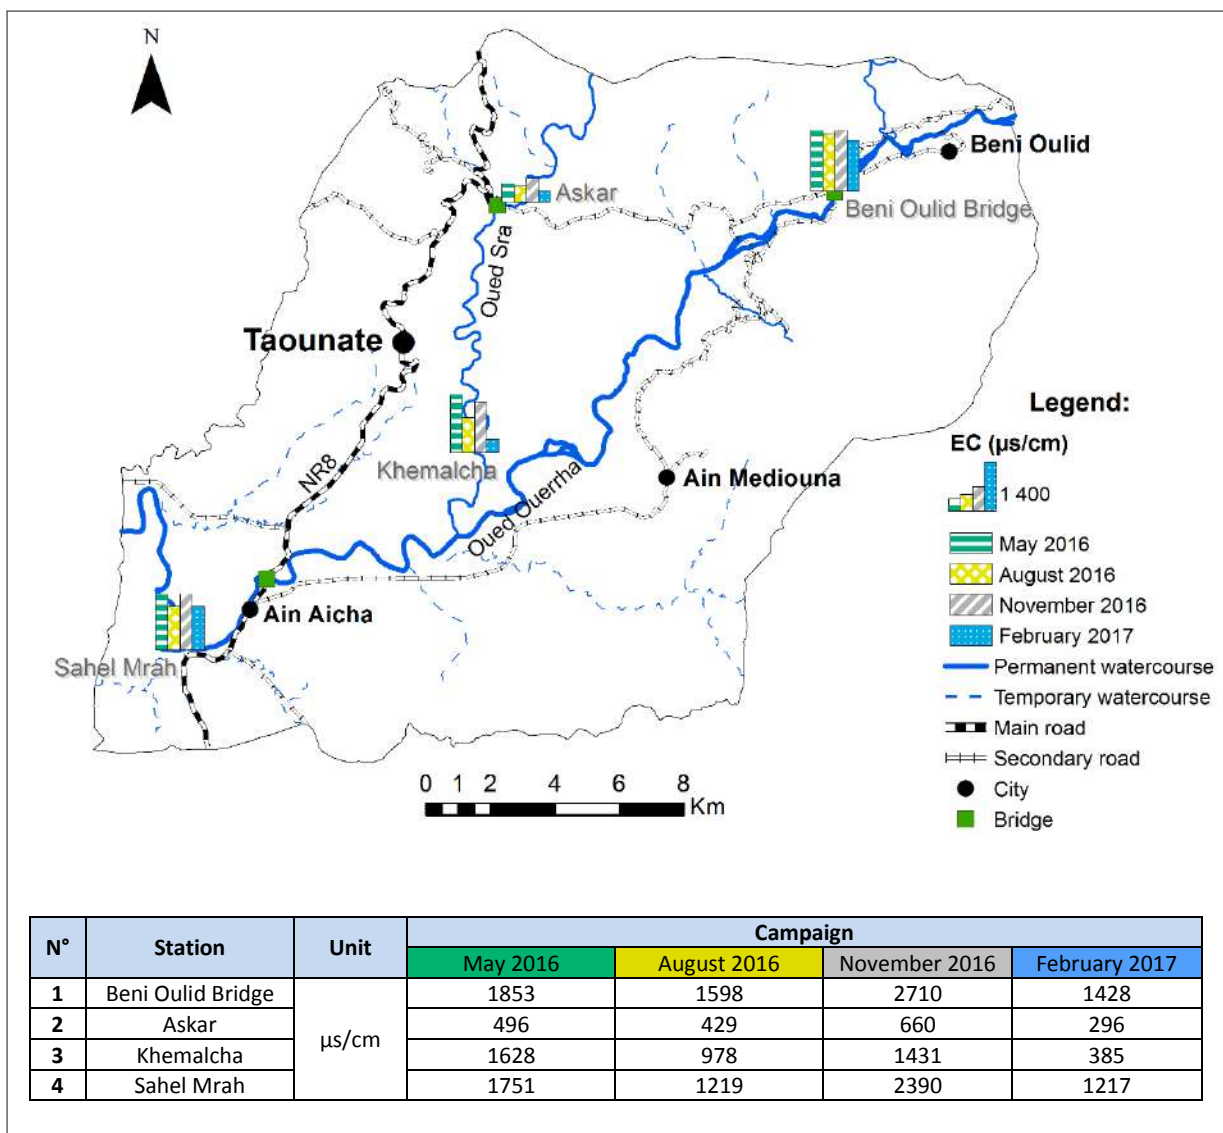 N
Beni Oulid
Askar
Beni Oulid Bridge
Oued Sra
Taounate
Legend:
EC (µs/cm)
1 400
Khemalcha
NR8
Ain Mediouna
Oued Ouerrha
May 2016
August 2016
November 2016
February 2017
Ain Aicha
Sahel Mrah
Permanent watercourse
Temporary watercourse
Main road
Secondary road
City
Bridge
0 1 2 4 6 8
Km
N° Station Unit Campaign
May 2016 August 2016 November 2016 February 2017
1 Beni Oulid Bridge µs/cm 1853 1598 2710 1428
2 Askar 496 429 660 296
3 Khemalcha 1628 978 1431 385
4 Sahel Mrah 1751 1219 2390 1217